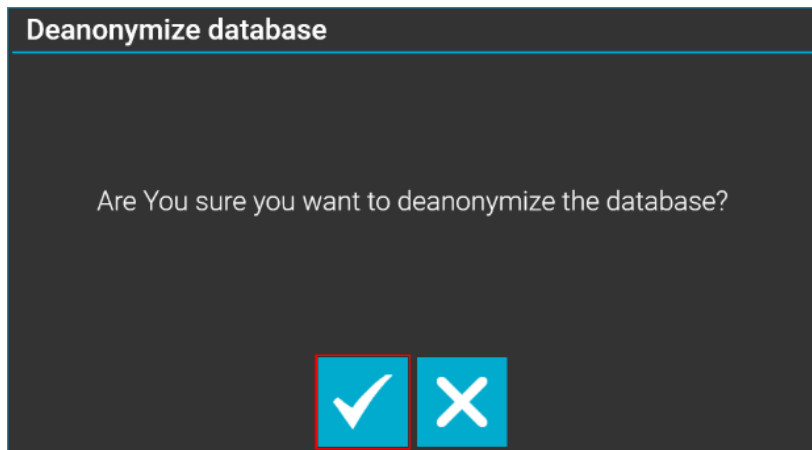 Deanonymize database
Are You sure you want to deanonymize the database?